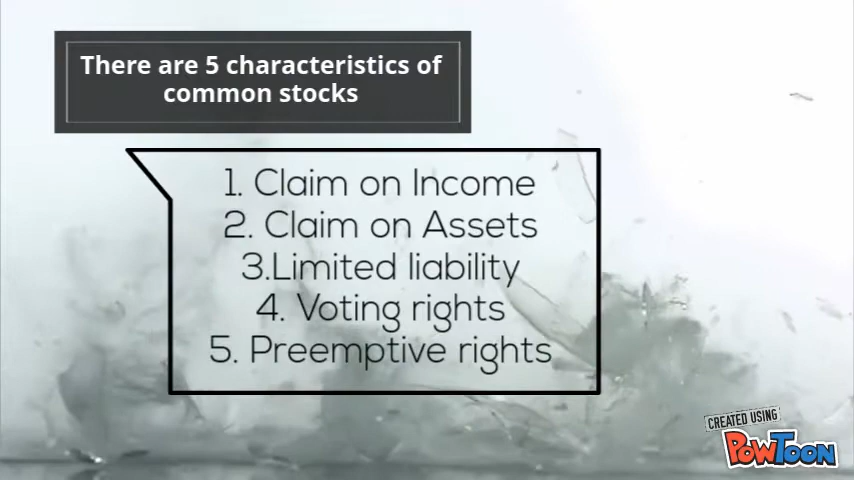 There are 5 characteristics of
common stocks
1. Claim on Income
2. Claim on Assets
3.Limited liability
4. Voting rights
5. Preemptive rights
CREATED USING
POWTOON